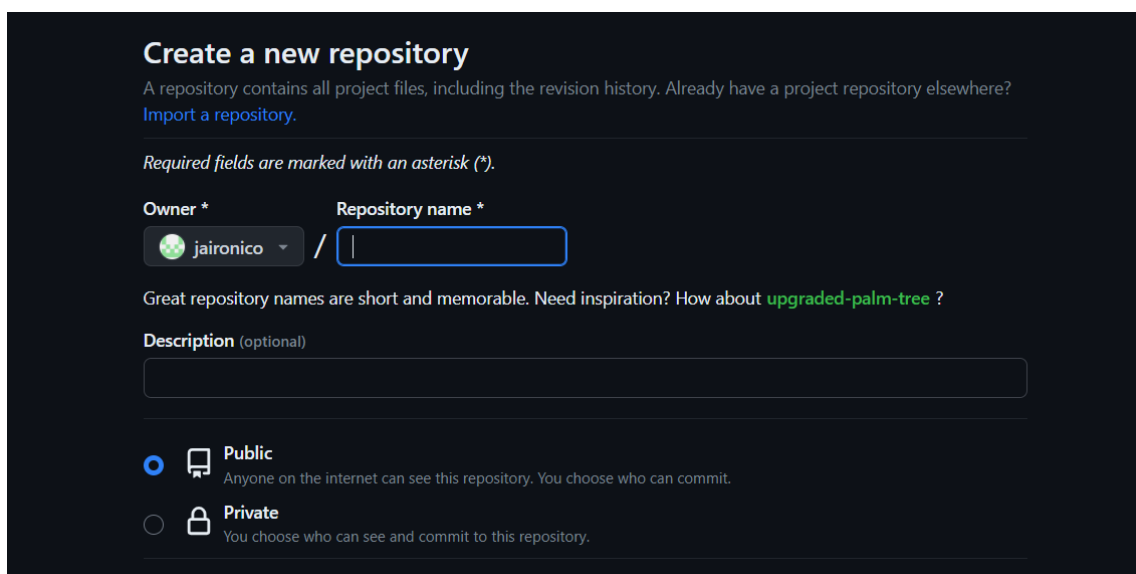 Create a new repository
A repository contains all project files, including the revision history. Already have a project repository elsewhere?
Import a repository.
Required fields are marked with an asterisk (*).
Owner * Repository name *
jaironico /
Great repository names are short and memorable. Need inspiration? How about upgraded-palm-tree ?
Description (optional)
Public
Anyone on the internet can see this repository. You choose who can commit.
Private
You choose who can see and commit to this repository.